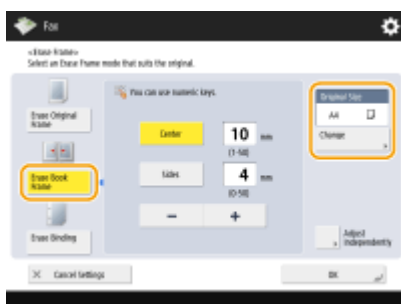 Fax
<Erase Frame>
Select an Erase Frame mode that suits the original.
You can use numeric keys.
Original Size
A4
Change
Erase Original
Frame
Center
10 mm
(1-50)
Erase Book
Frame
Sides
4 mm
(0-50)
−
+
Erase Binding
Adjust
Independently
× Cancel Settings
OK